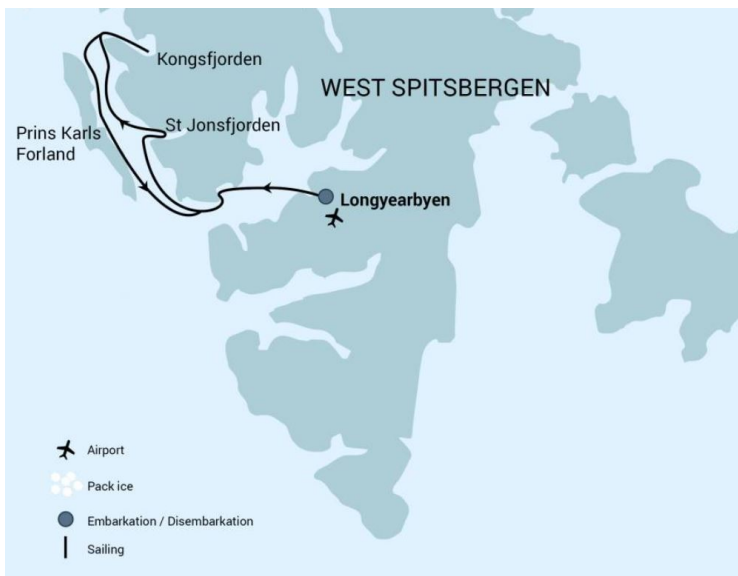 Kongsfjorden
WEST SPITSBERGEN
St Jonsfjorden
Prins Karls
Forland
Longyearbyen
Airport
Pack ice
Embarkation / Disembarkation
Sailing